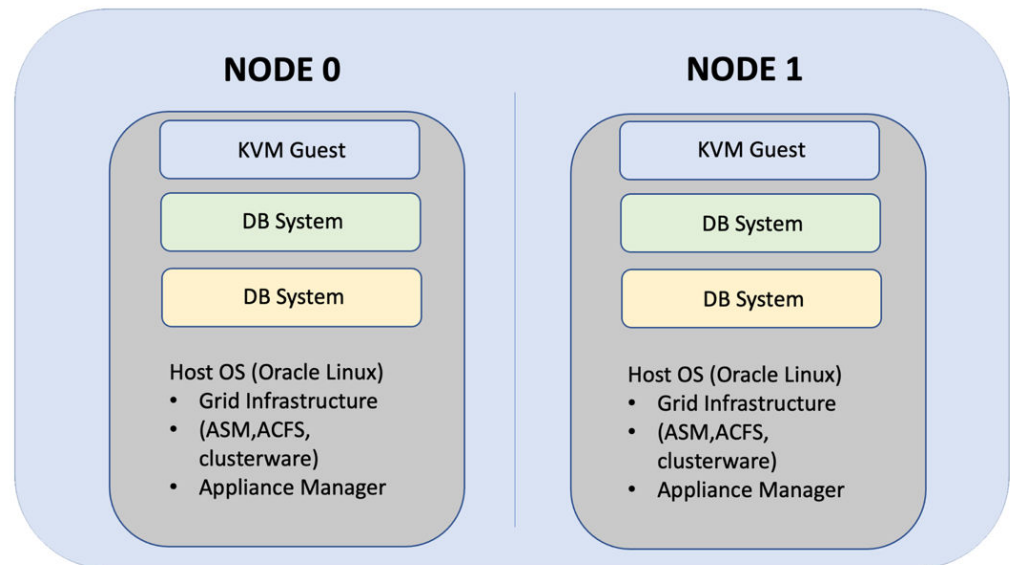 NODE 0
KVM Guest
DB System
DB System
Host OS (Oracle Linux)
• Grid Infrastructure
• (ASM,ACFS,
clusterware)
• Appliance Manager
NODE 1
KVM Guest
DB System
DB System
Host OS (Oracle Linux)
• Grid Infrastructure
• (ASM,ACFS,
clusterware)
• Appliance Manager